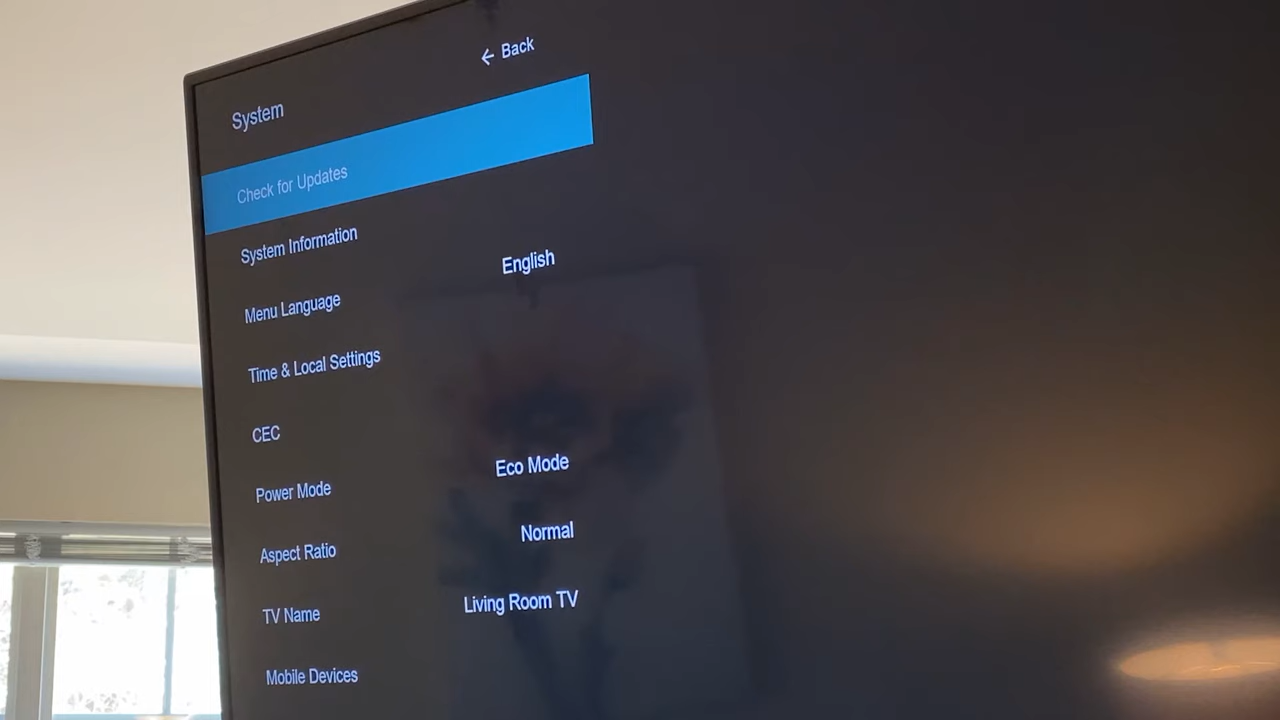 ← Back
System
Check for Updates
System Information
Menu Language English
Time & Local Settings
CEC
Power Mode Eco Mode
Aspect Ratio Normal
TV Name Living Room TV
Mobile Devices